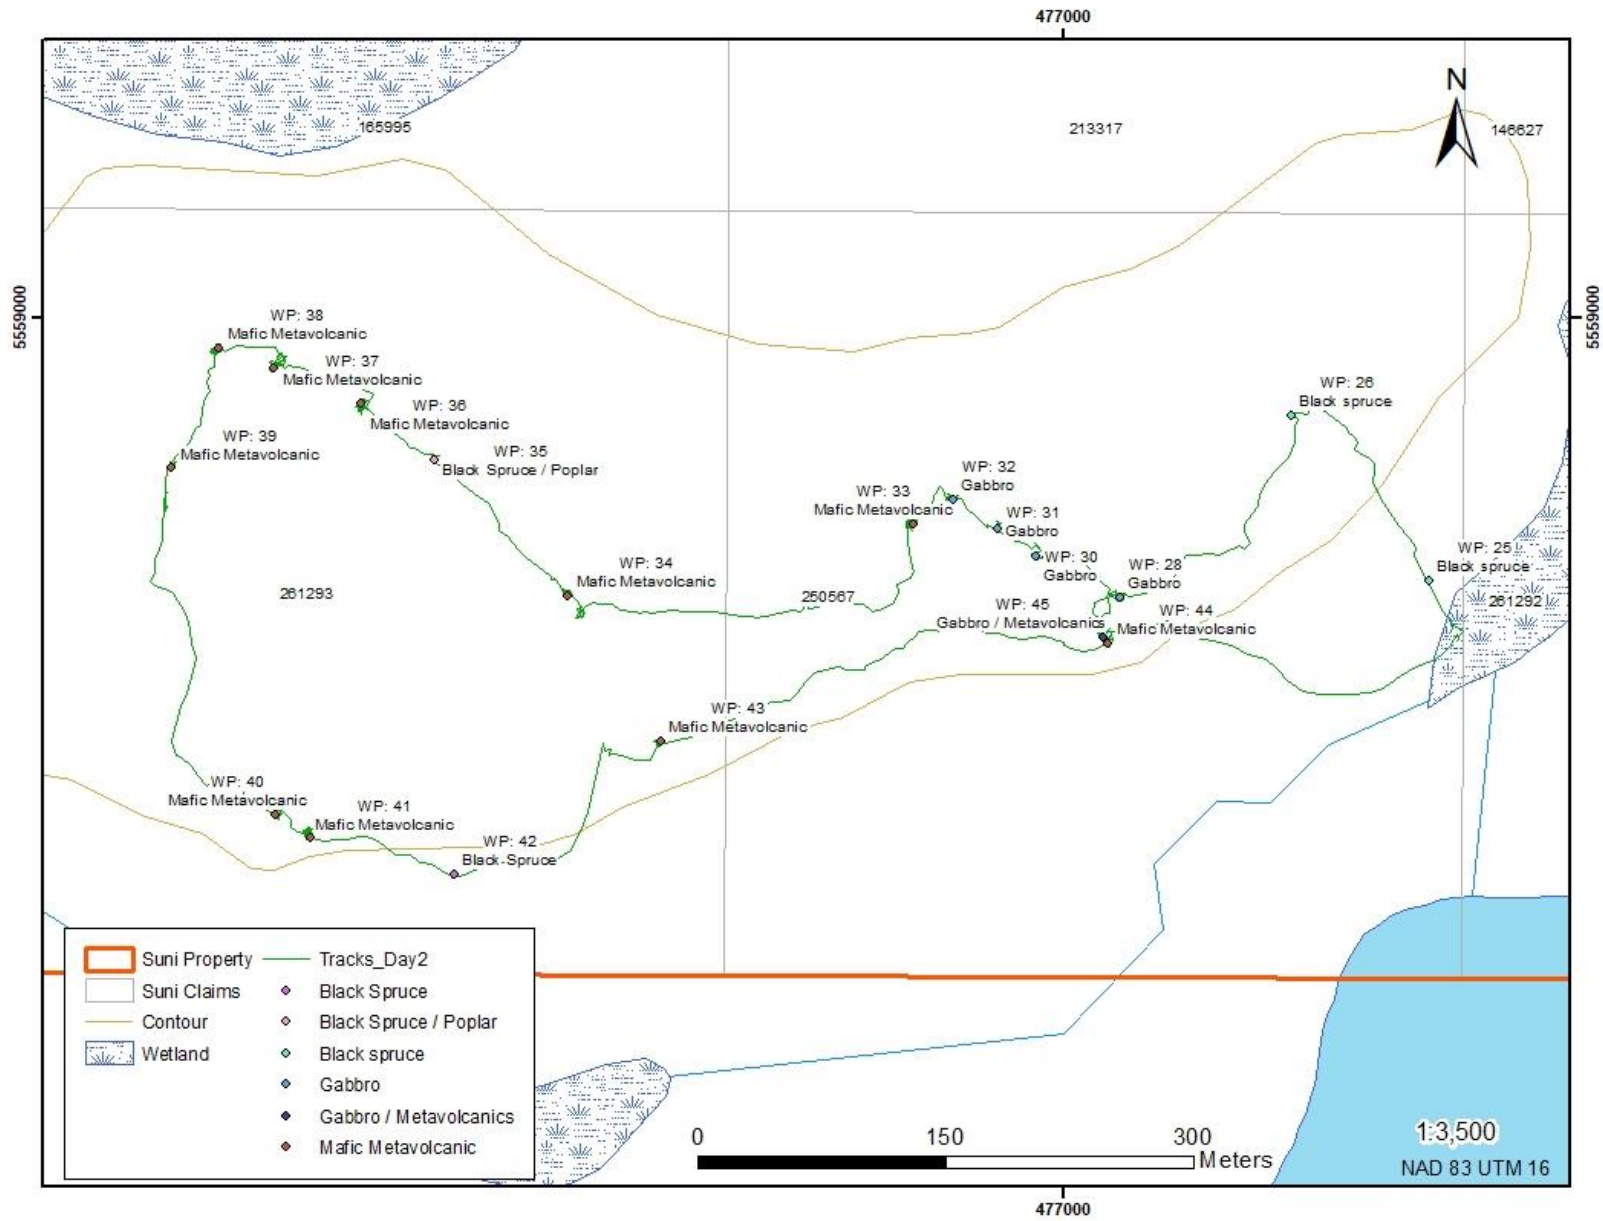 477000
N
165995
213317
146627
5559000
5559000
WP: 38
Mafic Metavolcanic
WP: 37
Mafic Metavolcanic
WP: 26
Black spruce
WP: 36
Mafic Metavolcanic
WP: 39
Mafic Metavolcanic
WP: 35
Black Spruce / Poplar
WP: 32
Gabbro
WP: 33
Mafic Metavolcanic
WP: 31
Gabbro
WP: 25
Black spruce
WP: 30
Gabbro
WP: 28
Gabbro
WP: 34
Mafic Metavolcanic
261293
250567
261292
WP: 45
Gabbro / Metavolcanics
WP: 44
Mafic Metavolcanic
WP: 43
Mafic Metavolcanic
WP: 40
Mafic Metavolcanic
WP: 41
Mafic Metavolcanic
WP: 42
Black Spruce
Suni Property
Suni Claims
Contour
Wetland
Tracks_Day2
Black Spruce
Black Spruce / Poplar
Black spruce
Gabbro
Gabbro / Metavolcanics
Mafic Metavolcanic
0 150 300
Meters
1:3,500
NAD 83 UTM 16
477000